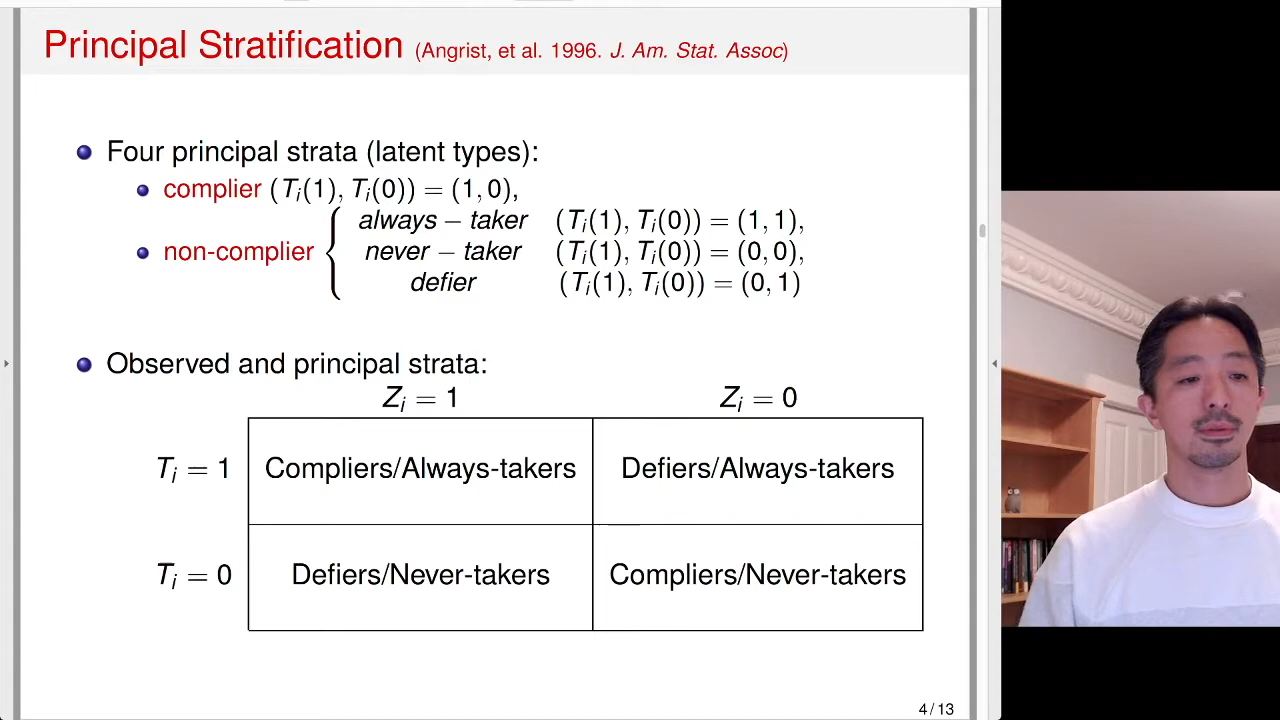 Principal Stratification (Angrist, et al. 1996. J. Am. Stat. Assoc)
Four principal strata (latent types):
complier (Tᵢ(1), Tᵢ(0)) = (1, 0),
non-complier { always − taker (Tᵢ(1), Tᵢ(0)) = (1, 1),
never − taker (Tᵢ(1), Tᵢ(0)) = (0, 0),
defier (Tᵢ(1), Tᵢ(0)) = (0, 1)
Observed and principal strata:
Zᵢ = 1 Zᵢ = 0
Tᵢ = 1 Compliers/Always-takers Defiers/Always-takers
Tᵢ = 0 Defiers/Never-takers Compliers/Never-takers
4 / 13